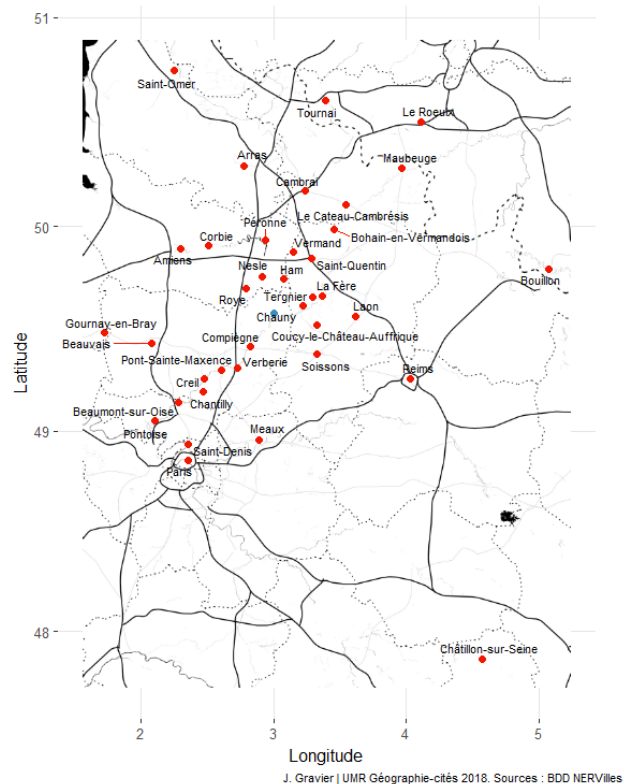 51
Saint-Omer
Tournai
Le Roeulx
Arras
Maubeuge
Cambrai
Le Cateau-Cambrésis
50
Péronne
Corbie
Bohain-en-Vermandois
Vermand
Amiens
Saint-Quentin
Nesle
Ham
Bouillon
La Fère
Roye
Tergnier
Laon
Chauny
Gournay-en-Bray
Coucy-le-Château-Auffrique
Compiègne
Beauvais
Pont-Sainte-Maxence
Verberie
Soissons
Reims
Creil
Chantilly
Beaumont-sur-Oise
Meaux
49
Pontoise
Saint-Denis
Paris
Latitude
48
Châtillon-sur-Seine
2
3
4
5
Longitude
J. Gravier | UMR Géographie-cités 2018. Sources : BDD NERVilles